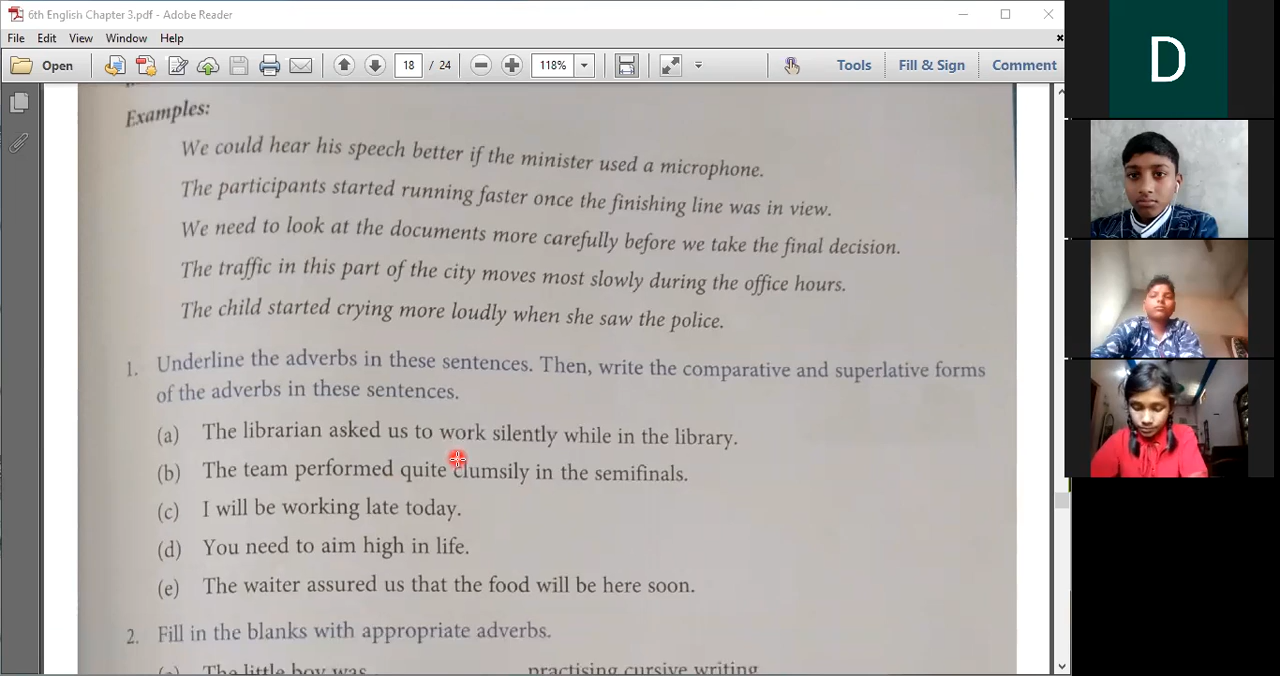 6th English Chapter 3.pdf - Adobe Reader
File Edit View Window Help
Open 18 / 24 118% Tools Fill & Sign Comment
Examples:
We could hear his speech better if the minister used a microphone.
The participants started running faster once the finishing line was in view.
We need to look at the documents more carefully before we take the final decision.
The traffic in this part of the city moves most slowly during the office hours.
The child started crying more loudly when she saw the police.
1. Underline the adverbs in these sentences. Then, write the comparative and superlative forms
of the adverbs in these sentences.
(a) The librarian asked us to work silently while in the library.
(b) The team performed quite clumsily in the semifinals.
(c) I will be working late today.
(d) You need to aim high in life.
(e) The waiter assured us that the food will be here soon.
2. Fill in the blanks with appropriate adverbs.
(a) The little boy was practising cursive writing
D